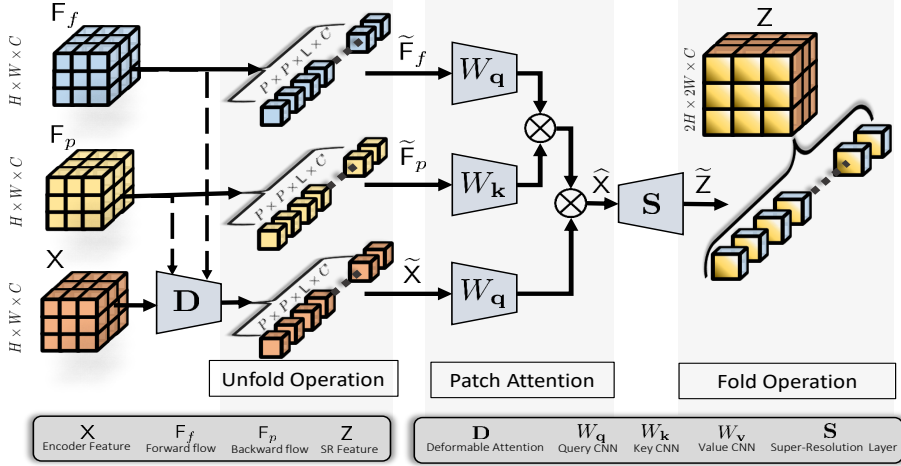 F_f
H×W×C
P×P×L×C
F̃_f
W_q
Z
2H×2W×C
F_p
H×W×C
P×P×L×C
F̃_p
W_k
X̂
S
Z̃
X
H×W×C
D
P×P×L×C
X̃
W_q
Unfold Operation
Patch Attention
Fold Operation
X F_f F_p Z
Encoder Feature Forward flow Backward flow SR Feature
D W_q W_k W_v S
Deformable Attention Query CNN Key CNN Value CNN Super-Resolution Layer